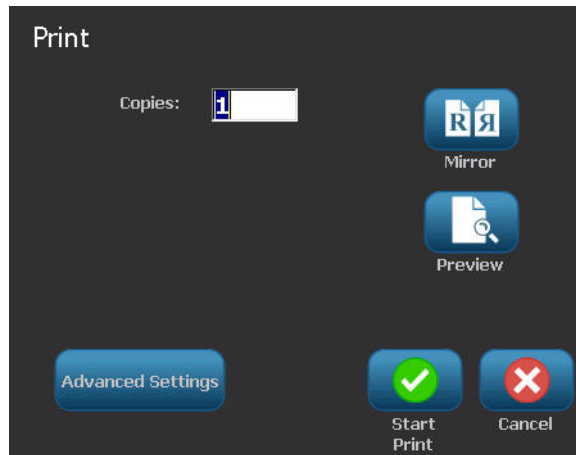 Print
Copies: 1
R Я
Mirror
Preview
Advanced Settings
Start
Print
Cancel